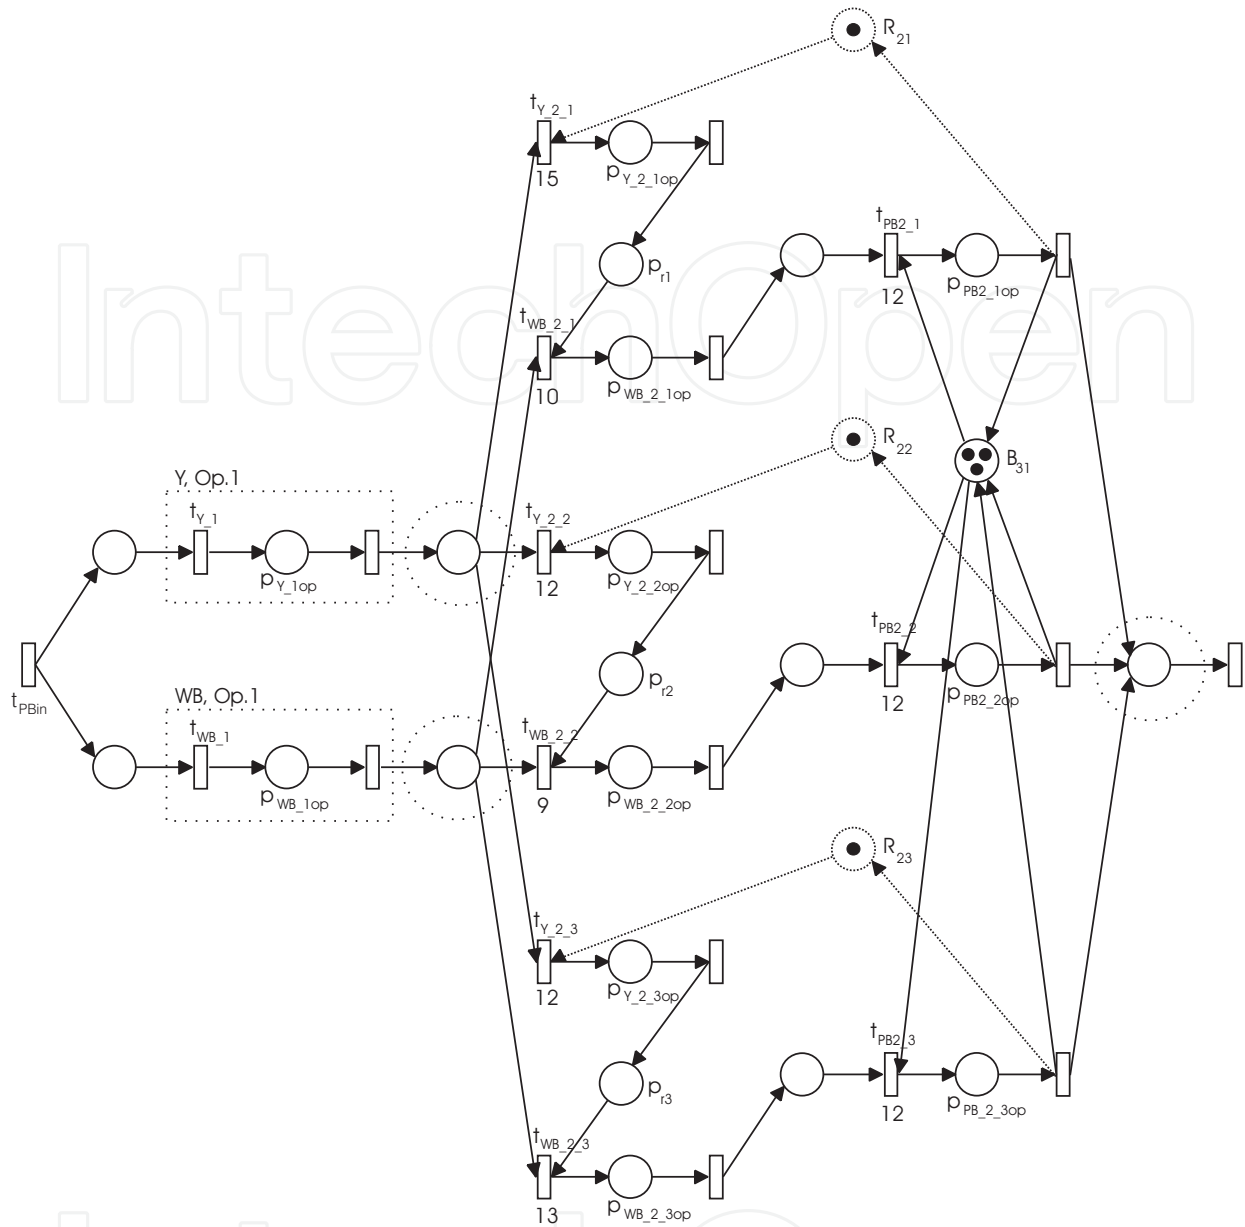 R21
tY_2_1
15
pY_2_1op
tPB2_1
12
pPB2_1op
pr1
IntechOpen
tWB_2_1
10
pWB_2_1op
R22
B31
Y, Op.1
tY_1
pY_1op
tY_2_2
12
pY_2_2op
tPB2_2
12
pPB2_2op
tPBin
pr2
WB, Op.1
tWB_1
pWB_1op
tWB_2_2
9
pWB_2_2op
R23
tY_2_3
12
pY_2_3op
tPB2_3
12
pPB_2_3op
pr3
tWB_2_3
13
pWB_2_3op